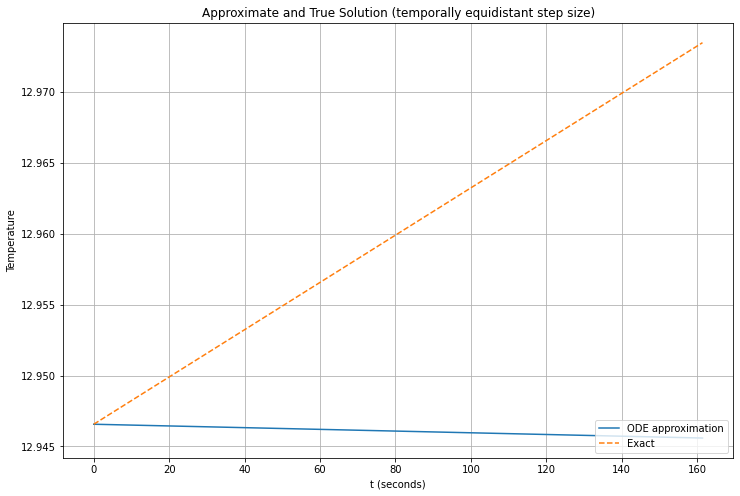 Approximate and True Solution (temporally equidistant step size)
Temperature
12.970
12.965
12.960
12.955
12.950
12.945
0 20 40 60 80 100 120 140 160
t (seconds)
ODE approximation
Exact